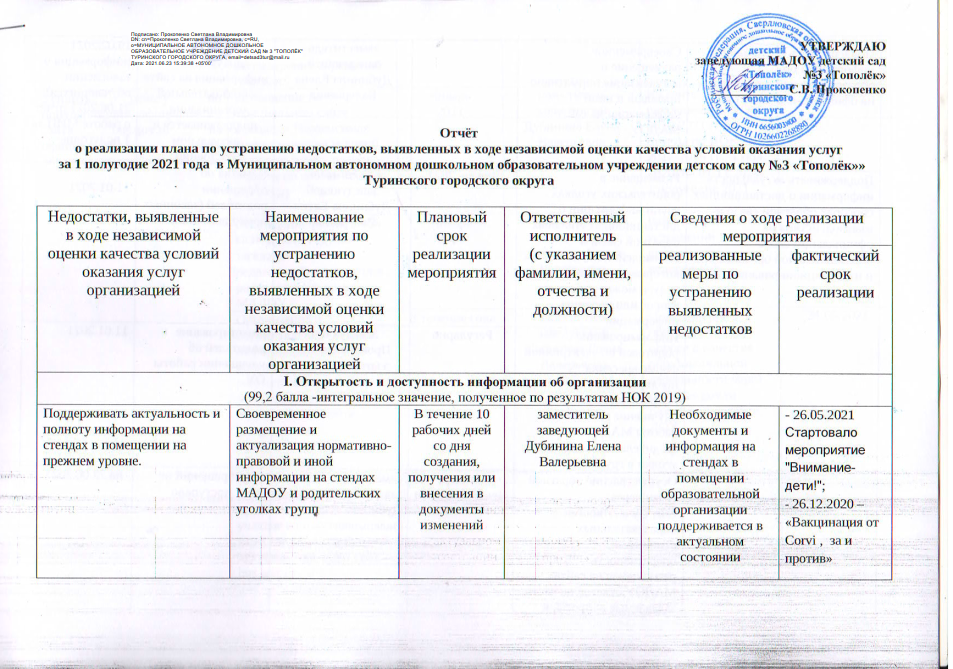 Подписано: Прокопенко Светлана Владимировна
DN: cn=Прокопенко Светлана Владимировна, c=RU,
o=МУНИЦИПАЛЬНОЕ АВТОНОМНОЕ ДОШКОЛЬНОЕ
ОБРАЗОВАТЕЛЬНОЕ УЧРЕЖДЕНИЕ ДЕТСКИЙ САД № 3 "ТОПОЛЁК"
ТУРИНСКОГО ГОРОДСКОГО ОКРУГА, email=detsad3tur@mail.ru
Дата: 2021.06.23 15:39:38 +05'00'
УТВЕРЖДАЮ
заведующая МАДОУ детский сад
№3 «Тополёк»
С.В. Прокопенко
детский
«Тополёк»
Туринского
городского
округа
ИНН 6656003800
ОГРН 1026602268890
Отчёт
о реализации плана по устранению недостатков, выявленных в ходе независимой оценки качества условий оказания услуг
за 1 полугодие 2021 года в Муниципальном автономном дошкольном образовательном учреждении детском саду №3 «Тополёк»»
Туринского городского округа
Недостатки, выявленные
в ходе независимой
оценки качества условий
оказания услуг
организацией
Наименование
мероприятия по
устранению
недостатков,
выявленных в ходе
независимой оценки
качества условий
оказания услуг
организацией
Плановый
срок
реализации
мероприятия
Ответственный
исполнитель
(с указанием
фамилии, имени,
отчества и
должности)
Сведения о ходе реализации
мероприятия
реализованные
меры по
устранению
выявленных
недостатков
фактический
срок
реализации
I. Открытость и доступность информации об организации
(99,2 балла -интегральное значение, полученное по результатам НОК 2019)
Поддерживать актуальность и
полноту информации на
стендах в помещении на
прежнем уровне.
Своевременное
размещение и
актуализация нормативно-
правовой и иной
информации на стендах
МАДОУ и родительских
уголках групп
В течение 10
рабочих дней
со дня
создания,
получения или
внесения в
документы
изменений
заместитель
заведующей
Дубинина Елена
Валерьевна
Необходимые
документы и
информация на
стендах в
помещении
образовательной
организации
поддерживается в
актуальном
состоянии
- 26.05.2021
Стартовало
мероприятие
"Внимание-
дети!";
- 26.12.2020 –
«Вакцинация от
Corvi , за и
против»